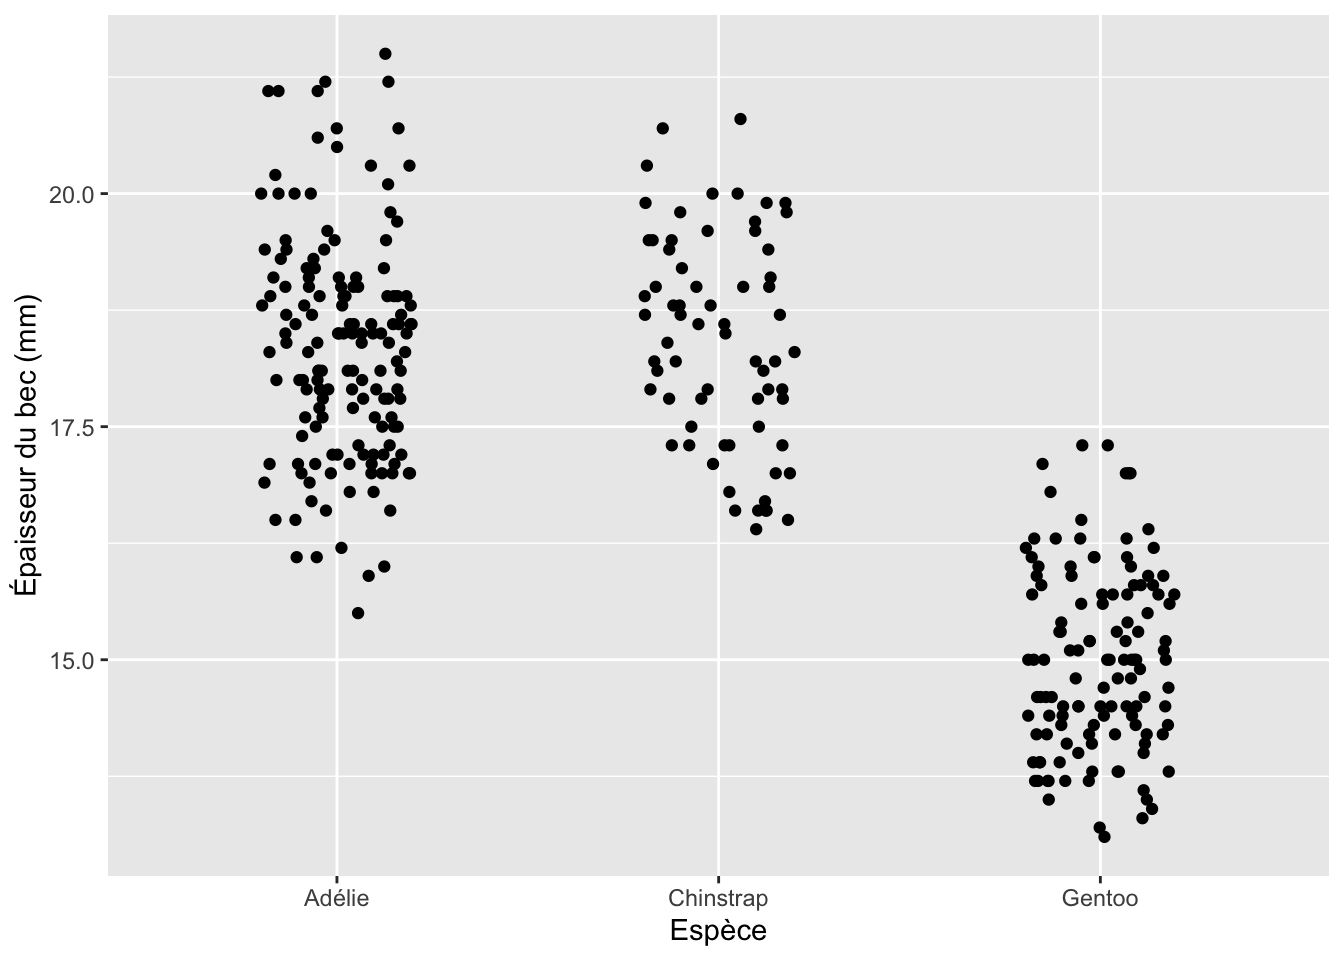 Épaisseur du bec (mm)
20.0
17.5
15.0
Adélie Chinstrap Gentoo
Espèce